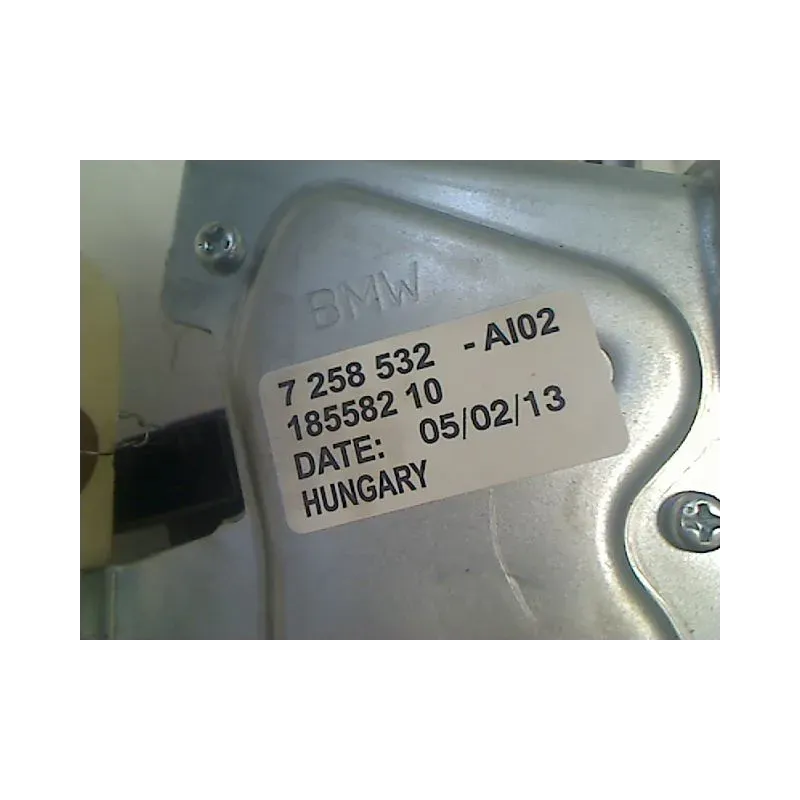 BMW
7 258 532 - AI02
185582 10
DATE: 05/02/13
HUNGARY